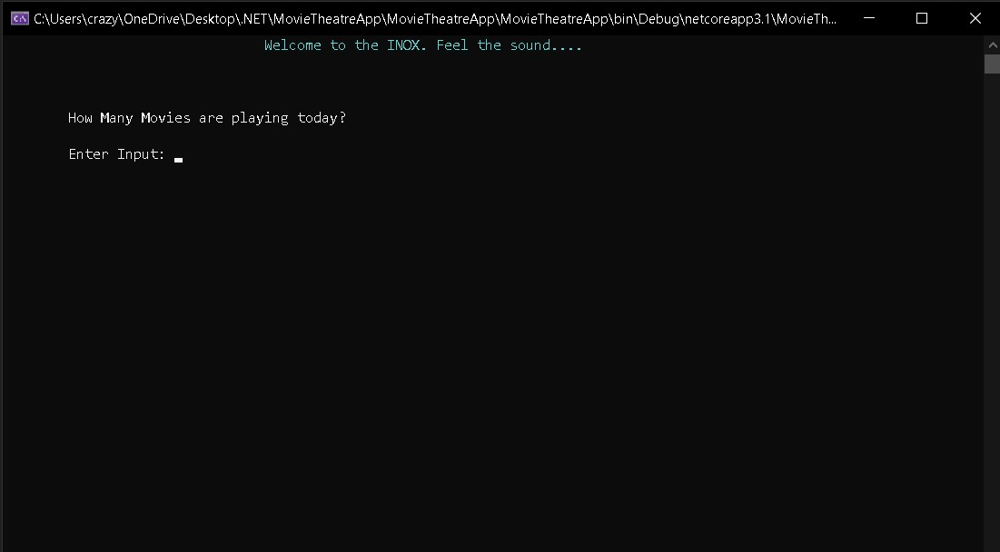 C:\Users\crazy\OneDrive\Desktop\.NET\MovieTheatreApp\MovieTheatreApp\MovieTheatreApp\bin\Debug\netcoreapp3.1\MovieTh...
Welcome to the INOX. Feel the sound....
How Many Movies are playing today?
Enter Input: